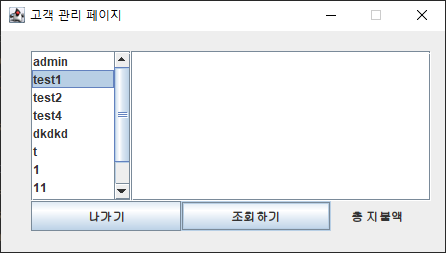 고객 관리 페이지
admin
test1
test2
test4
dkdkd
t
1
11
나가기 조회하기 총 지불액